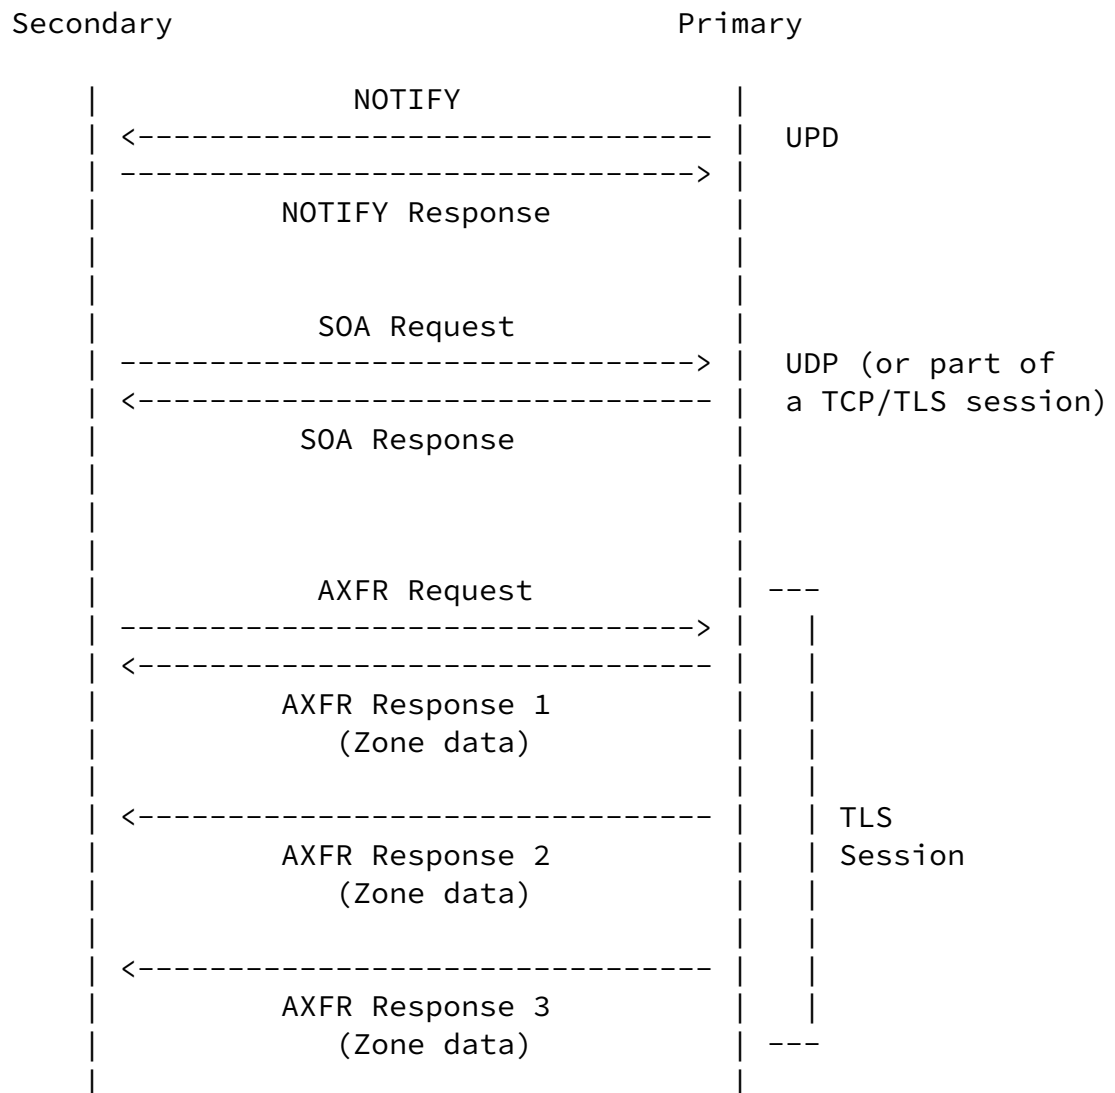 Secondary Primary
NOTIFY
UPD
NOTIFY Response
SOA Request
UDP (or part of
a TCP/TLS session)
SOA Response
AXFR Request
AXFR Response 1
(Zone data)
TLS
Session
AXFR Response 2
(Zone data)
AXFR Response 3
(Zone data)